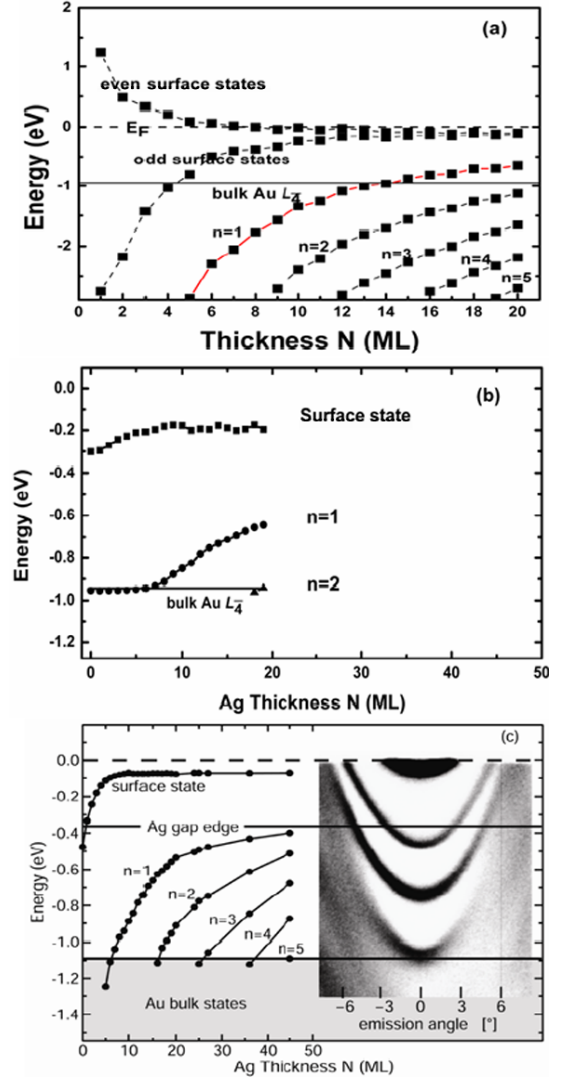 2
(a)
1
even surface states
0
E_F
odd surface states
-1
bulk Au L_4^-
n=1
n=2
-2
n=3
n=4
n=5
0 2 4 6 8 10 12 14 16 18 20
Energy (eV)
Thickness N (ML)
0.0
(b)
Surface state
-0.2
-0.4
-0.6
n=1
-0.8
n=2
-1.0
bulk Au L_4^-
-1.2
0 10 20 30 40 50
Energy (eV)
Ag Thickness N (ML)
(c)
0.0
surface state
-0.2
Ag gap edge
-0.4
n=1
-0.6
n=2
n=3
-0.8
n=4
-1.0
n=5
-1.2
Au bulk states
-1.4
-6 -3 0 3 6
emission angle [°]
0 10 20 30 40 50
Energy (eV)
Ag Thickness N (ML)